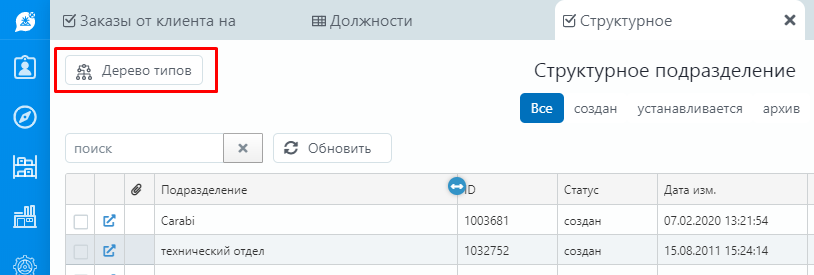 Заказы от клиента на Должности Структурное
Дерево типов
Структурное подразделение
Все создан устанавливается архив
поиск Обновить
Подразделение ID Статус Дата изм.
Carabi 1003681 создан 07.02.2020 13:21:54
технический отдел 1032752 создан 15.08.2011 15:24:14